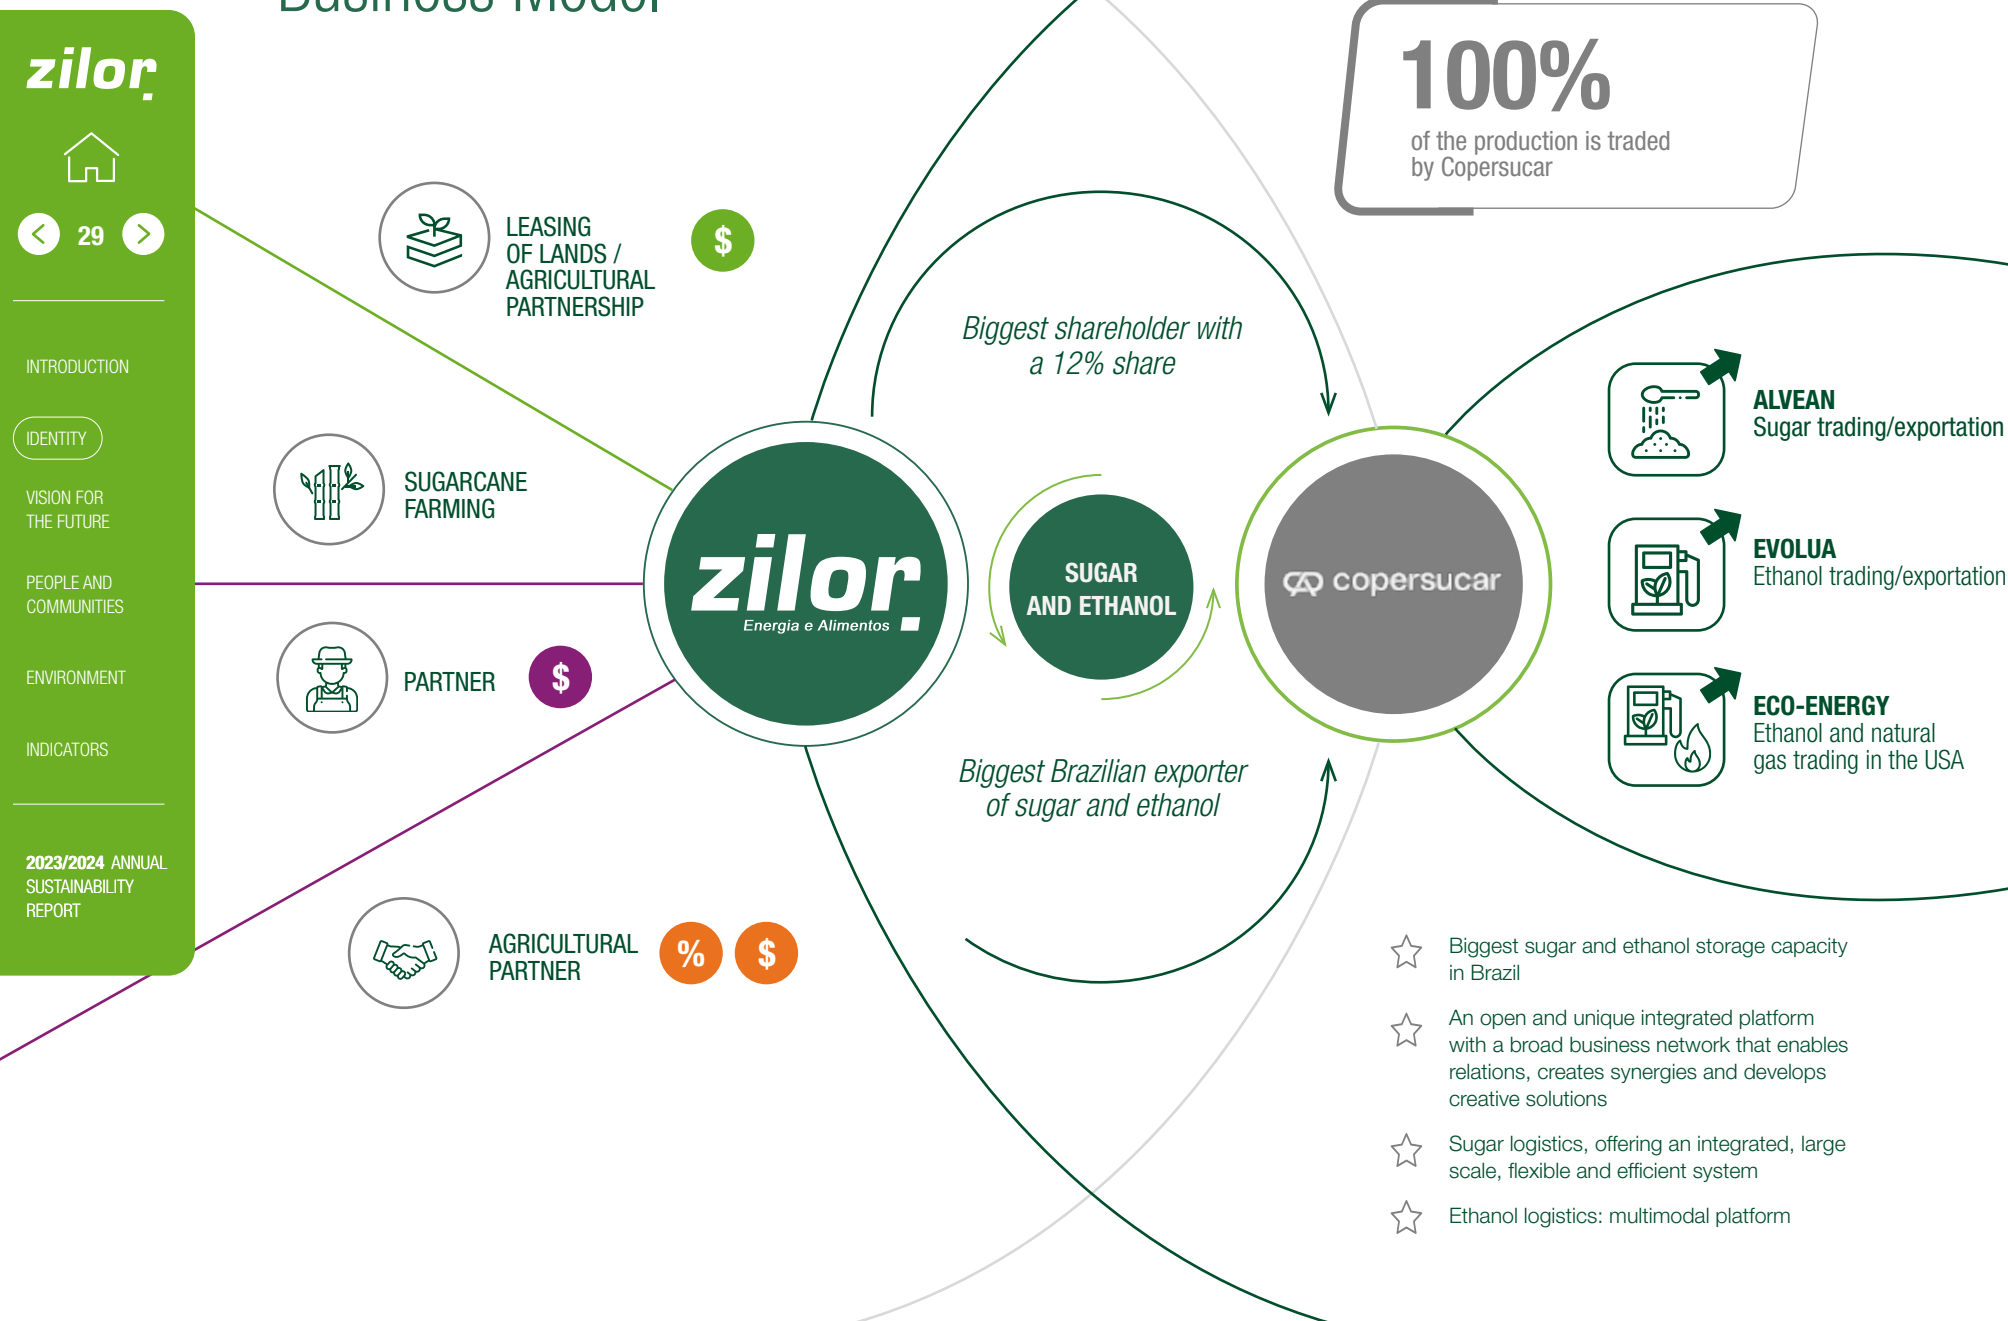 Business Model
zilor
29
INTRODUCTION
IDENTITY
VISION FOR
THE FUTURE
PEOPLE AND
COMMUNITIES
ENVIRONMENT
INDICATORS
2023/2024 ANNUAL
SUSTAINABILITY
REPORT
LEASING
OF LANDS /
AGRICULTURAL
PARTNERSHIP
$
SUGARCANE
FARMING
PARTNER
$
AGRICULTURAL
PARTNER
%
$
zilor
Energia e Alimentos
Biggest shareholder with
a 12% share
SUGAR
AND ETHANOL
Biggest Brazilian exporter
of sugar and ethanol
copersucar
100%
of the production is traded
by Copersucar
ALVEAN
Sugar trading/exportation
EVOLUA
Ethanol trading/exportation
ECO-ENERGY
Ethanol and natural
gas trading in the USA
Biggest sugar and ethanol storage capacity
in Brazil
An open and unique integrated platform
with a broad business network that enables
relations, creates synergies and develops
creative solutions
Sugar logistics, offering an integrated, large
scale, flexible and efficient system
Ethanol logistics: multimodal platform